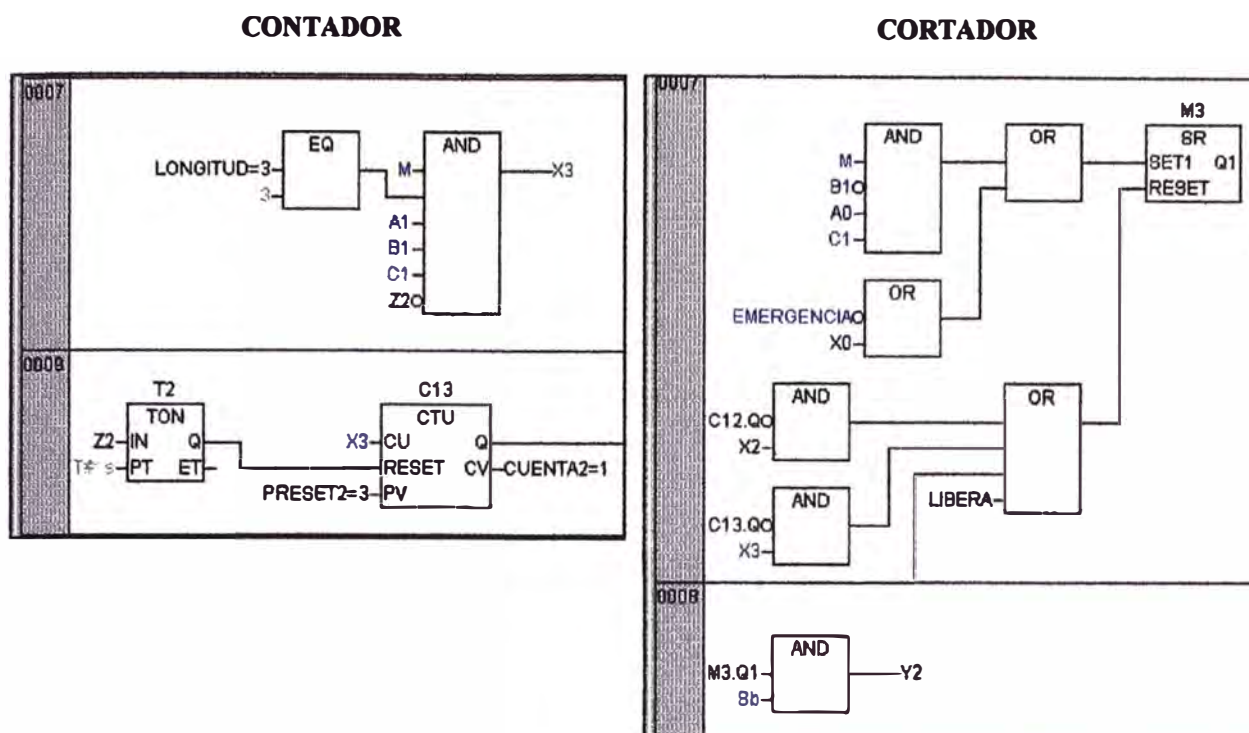 CONTADOR
0007
EQ
AND
LONGITUD=3
3
M
X3
A1
B1
C1
Z2
0008
T2
TON
Z2 IN Q
PT ET
C13
CTU
X3 CU Q
RESET CV CUENTA2=1
PRESET2=3 PV
CORTADOR
0007
AND
OR
M3
SR
M
B1
A0
C1
SET1 Q1
RESET
OR
EMERGENCIA
X0
AND
OR
C12.Q
X2
AND
LIBERA
C13.Q
X3
0008
AND
M3.Q1
Y2
Sb